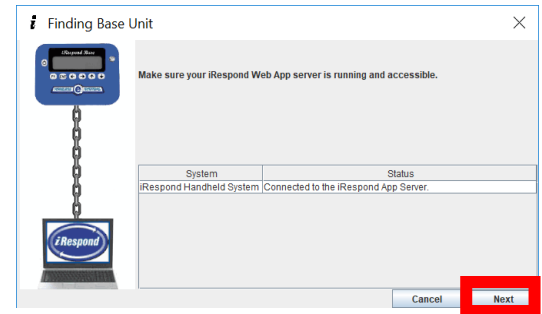 i Finding Base Unit
iRespond Base
Make sure your iRespond Web App server is running and accessible.
System Status
iRespond Handheld System Connected to the iRespond App Server.
iRespond
Cancel Next